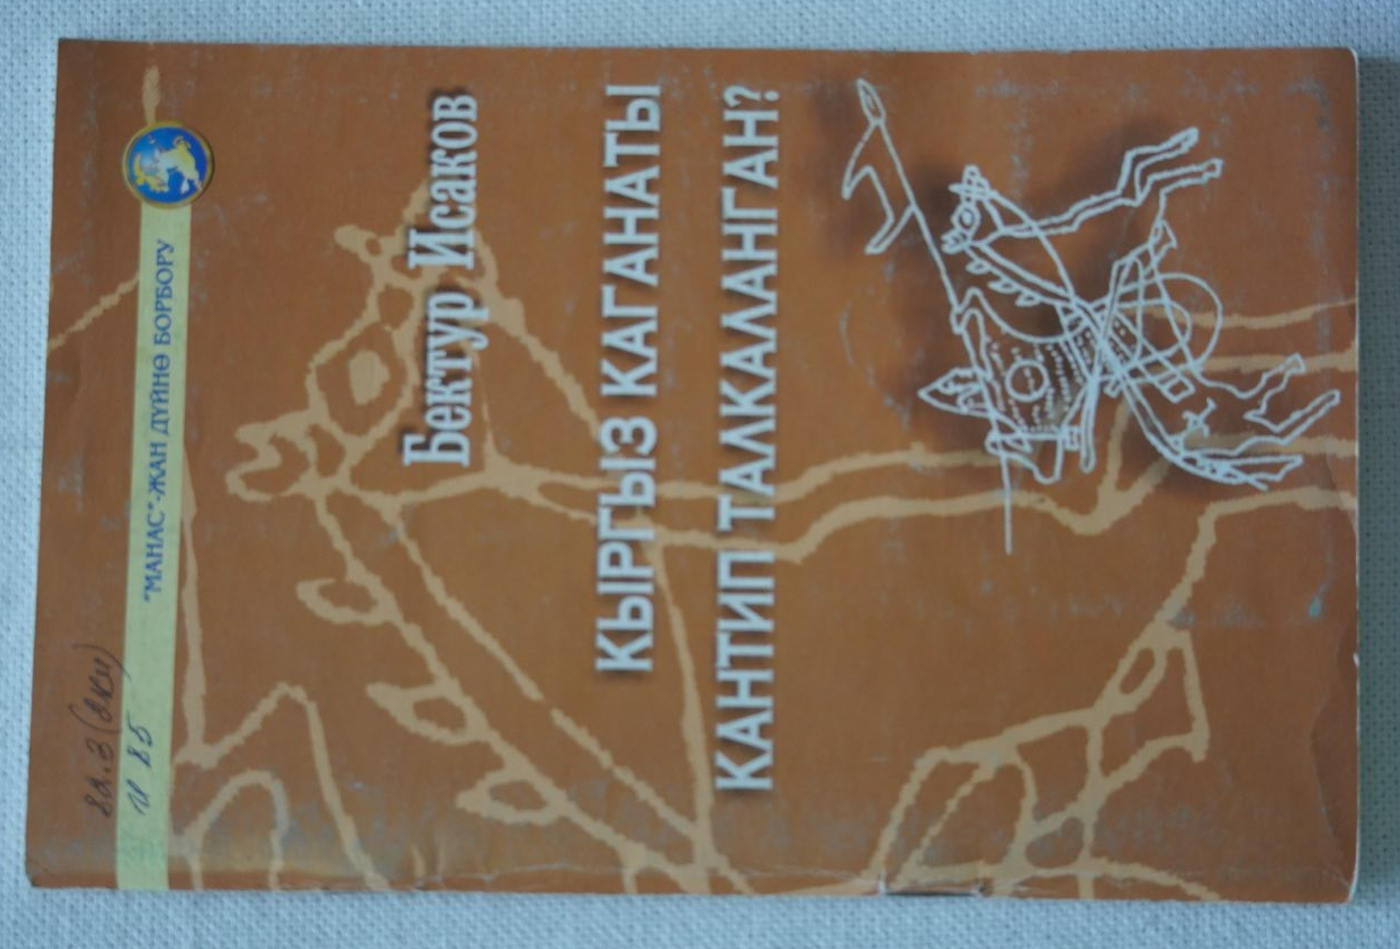 "МАНАС"-ЖАН ДҮЙНӨ БОРБОРУ
Бектур Исаков
КЫРГЫЗ КАГАНАТЫ
КАНТИП ТАЛКАЛАНГАН?